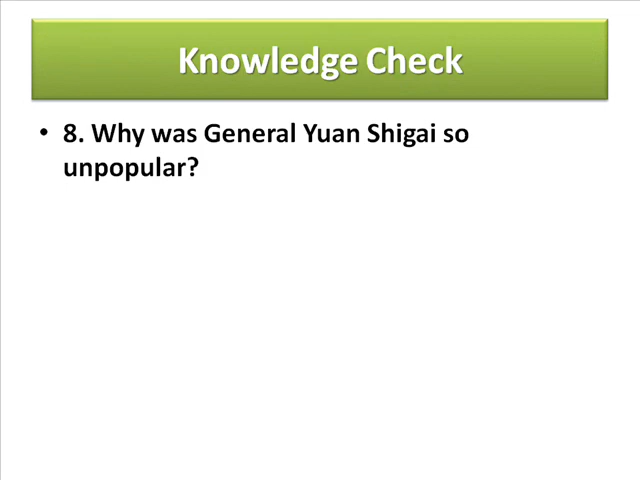 Knowledge Check
• 8. Why was General Yuan Shigai so
unpopular?